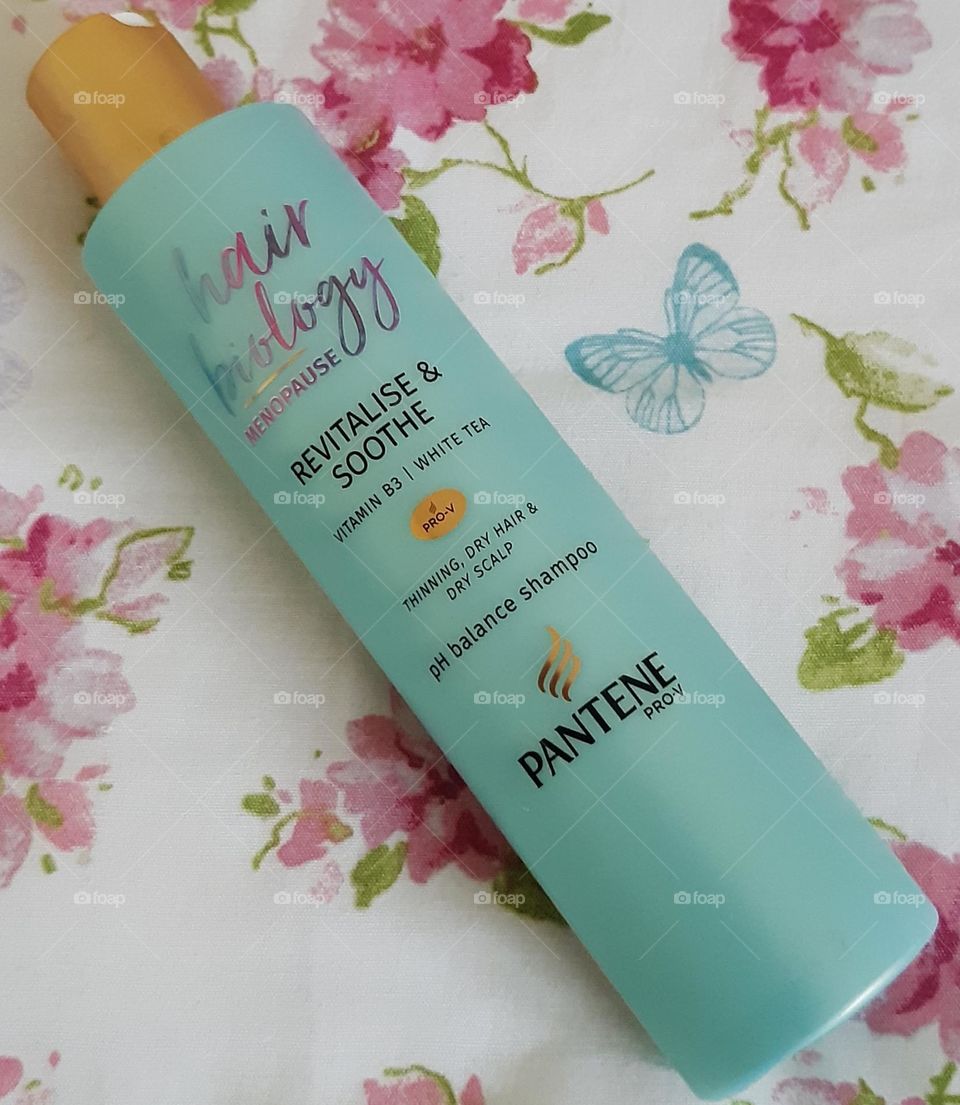 hair
biology
MENOPAUSE
REVITALISE &
SOOTHE
VITAMIN B3 | WHITE TEA
PRO-V
THINNING, DRY HAIR &
DRY SCALP
pH balance shampoo
PANTENE
PRO-V
foap